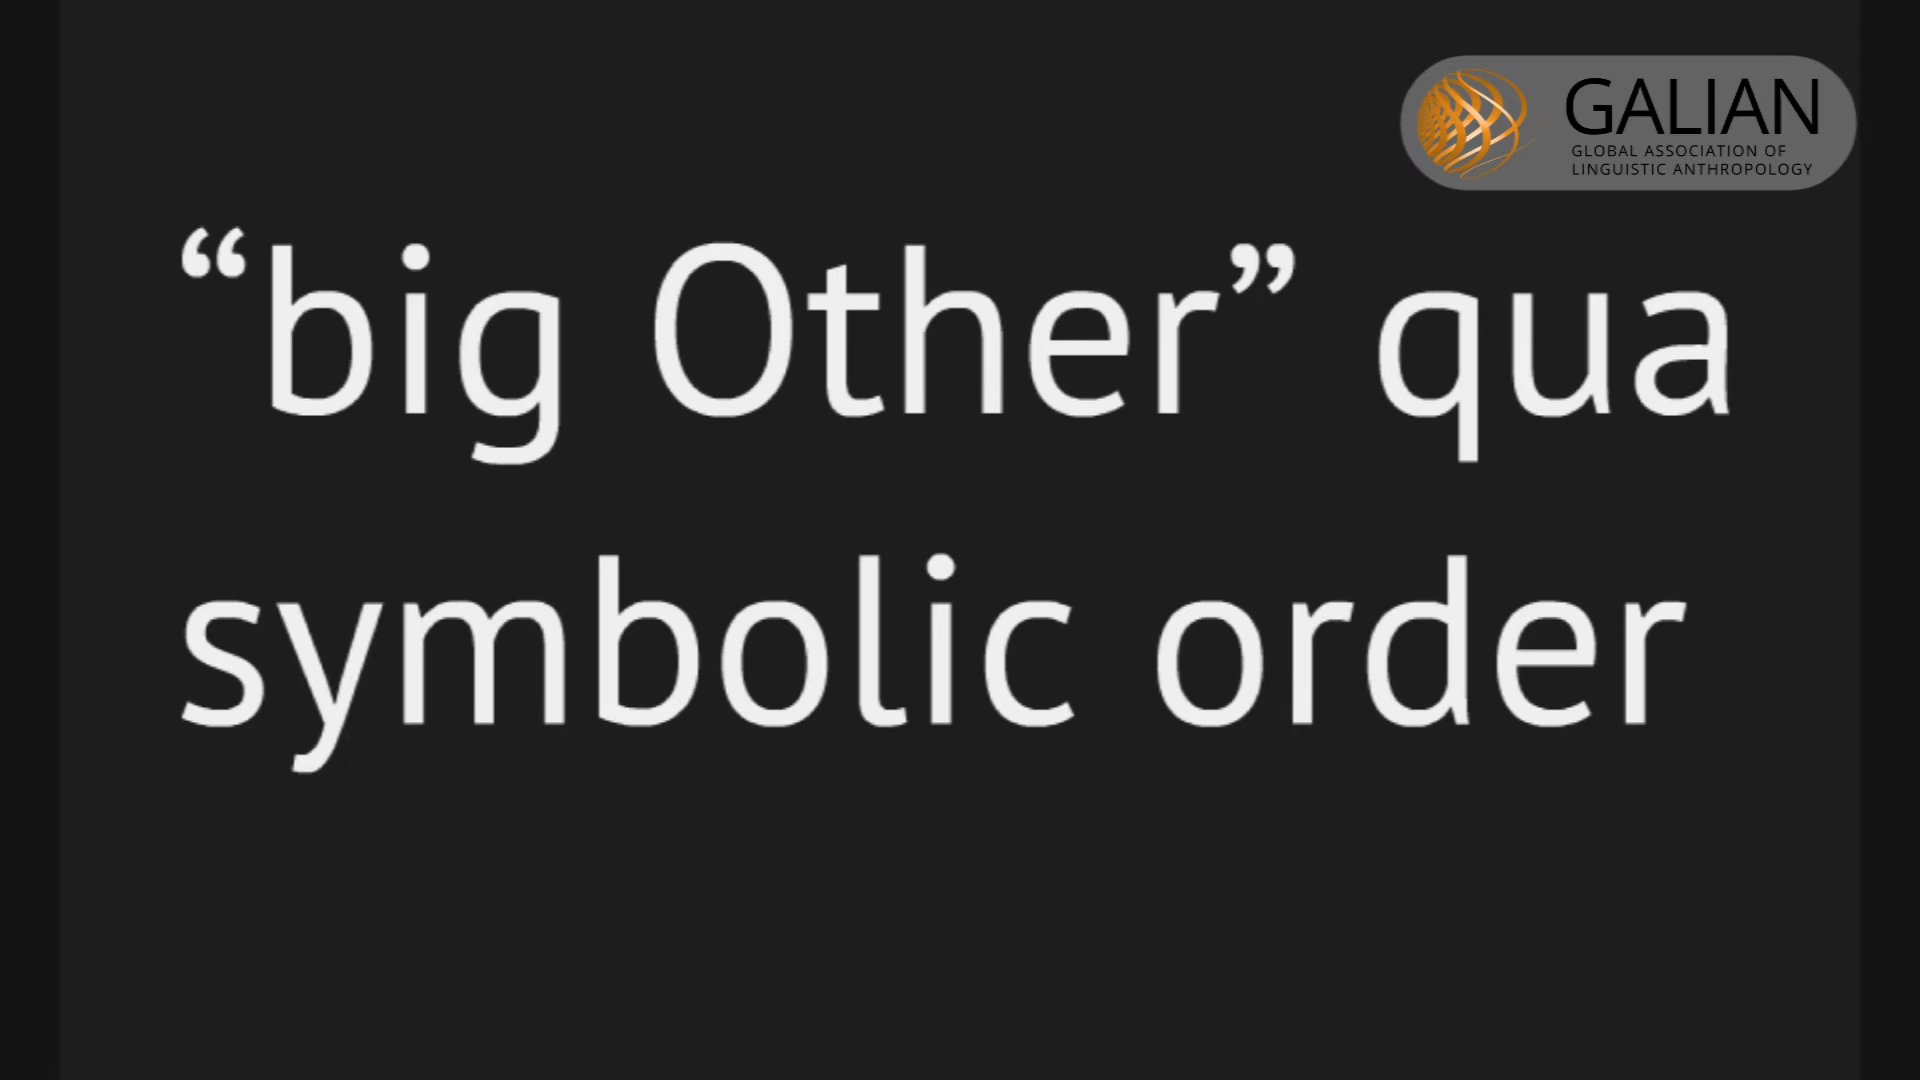 GALIAN
GLOBAL ASSOCIATION OF
LINGUISTIC ANTHROPOLOGY
“big Other” qua
symbolic order